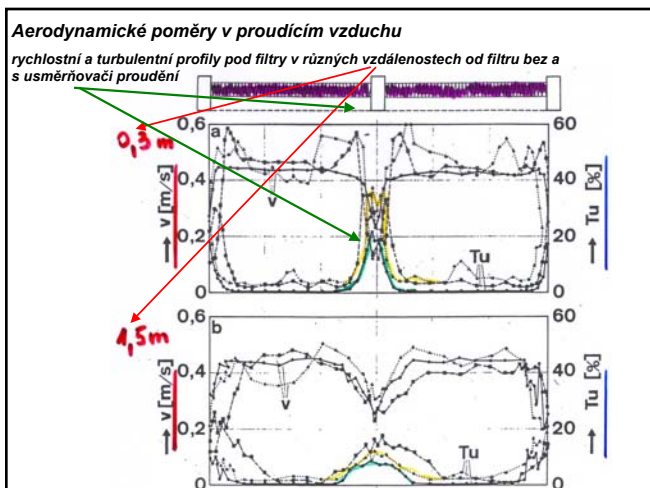 Aerodynamické poměry v proudícím vzduchu
rychlostní a turbulentní profily pod filtry v různých vzdálenostech od filtru bez a
s usměrňovači proudění
0,3 m
0,6
60
a
v [m/s]
0,4
40
Tu [%]
v
0,2
20
Tu
0
0
1,5 m
0,6
60
b
v [m/s]
0,4
40
Tu [%]
v
0,2
20
Tu
0
0